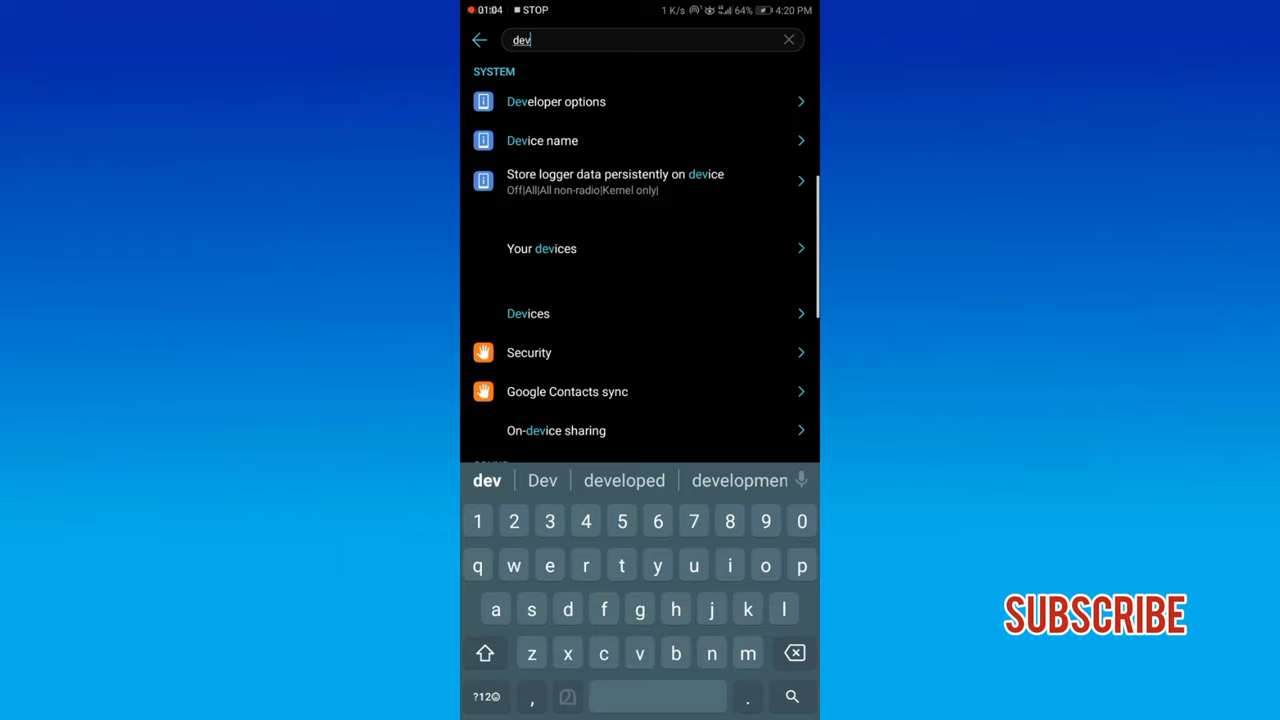 01:04 STOP 1 K/s 64% 4:20 PM
dev
SYSTEM
Developer options
Device name
Store logger data persistently on device
Off|All|All non-radio|Kernel only|
Your devices
Devices
Security
Google Contacts sync
On-device sharing
dev Dev developed developmen
1 2 3 4 5 6 7 8 9 0
q w e r t y u i o p
a s d f g h j k l
z x c v b n m
?12☺ , .
SUBSCRIBE